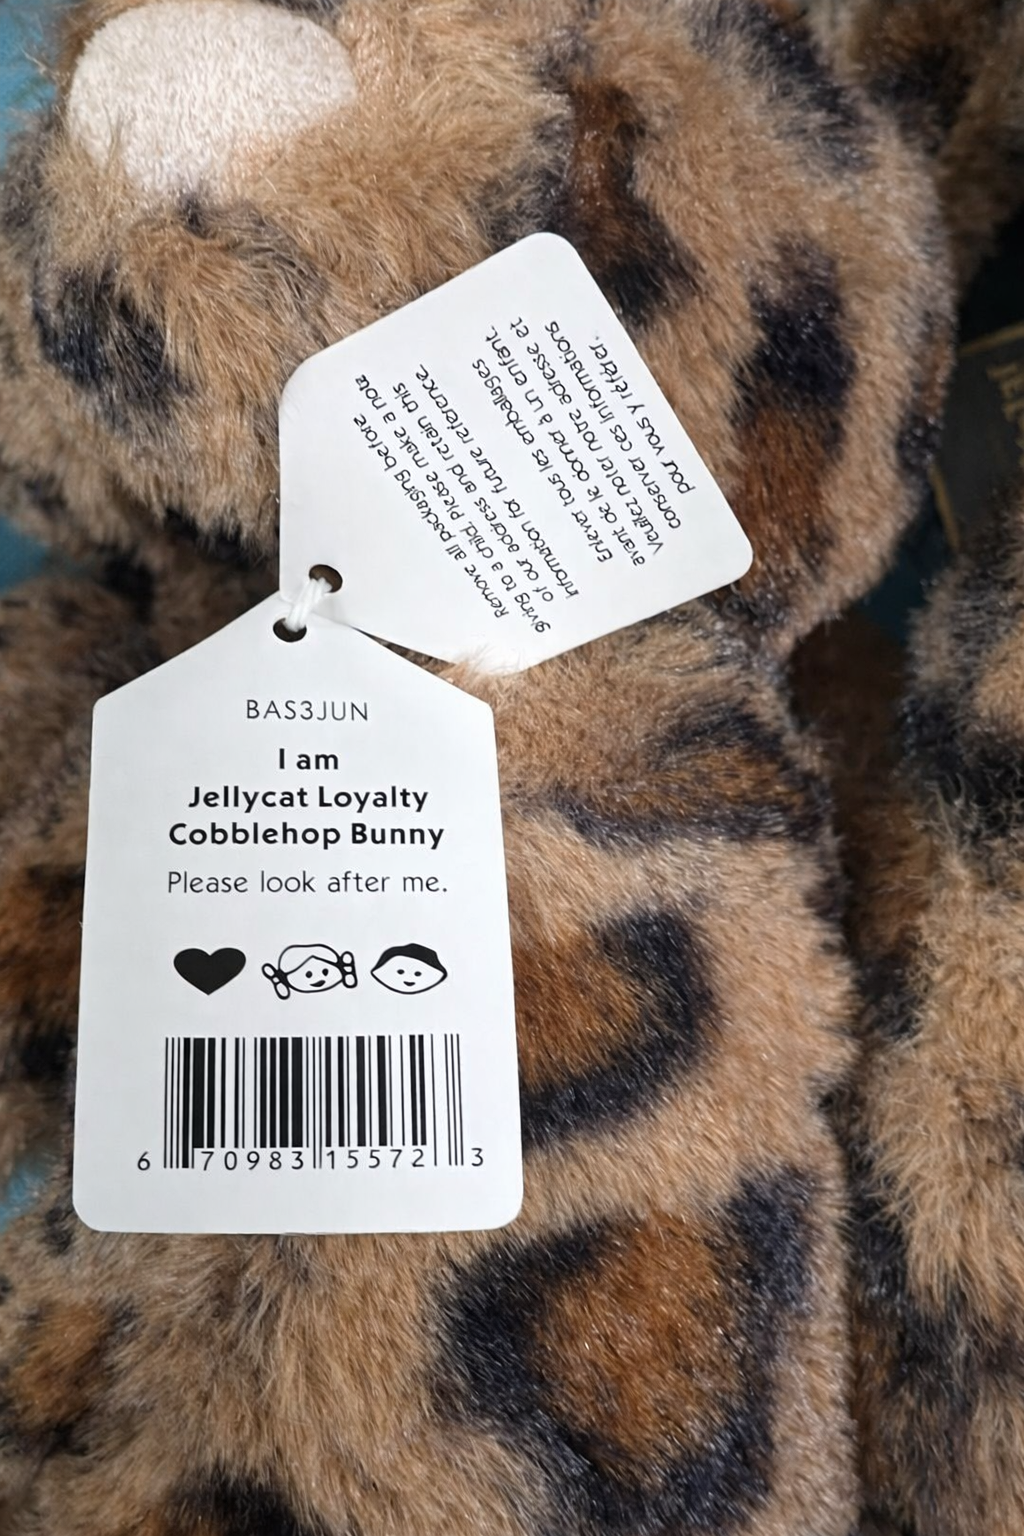 Remove all packaging before
giving to a child. Please make a note
of our address and retain this
information for future reference.
Enlever tous les emballages
avant de le donner à un enfant.
Veuillez noter notre adresse et
conserver ces informations
pour vous y référer.
BAS3JUN
I am
Jellycat Loyalty
Cobblehop Bunny
Please look after me.
6 70983 15572 3